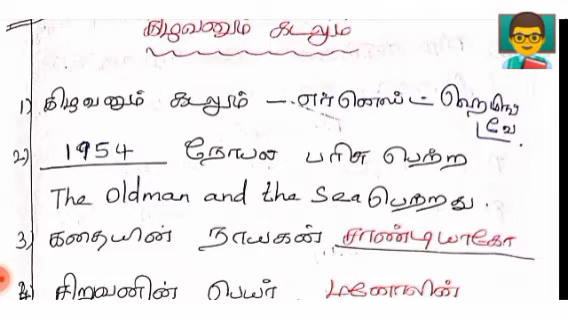 கிழவனும் கடலும்
1) கிழவனும் கடலும் – எர்னெஸ்ட் ஹெமிங்
வே.
2) 1954 நோபல் பரிசு பெற்ற
The Oldman and the Sea பெற்றது.
3) கதையின் நாயகன் சாண்டியாகோ
4) சிறுவனின் பெயர் மனோலின்